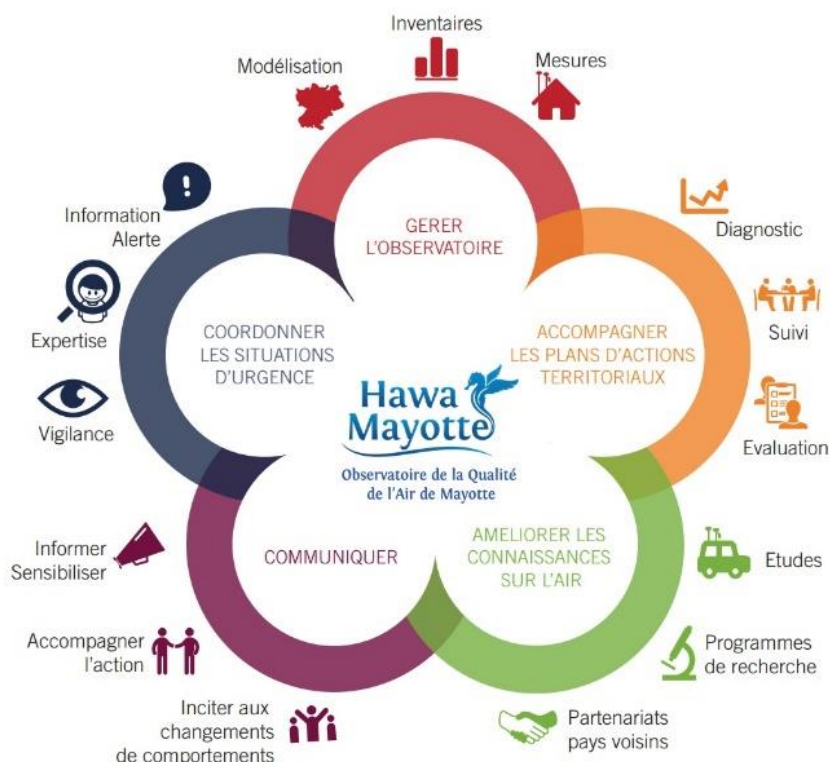 Inventaires
Modélisation
Mesures
GERER
L'OBSERVATOIRE
Information
Alerte
Expertise
Vigilance
COORDONNER
LES SITUATIONS
D'URGENCE
Diagnostic
Suivi
Evaluation
ACCOMPAGNER
LES PLANS D'ACTIONS
TERRITORIAUX
Hawa
Mayotte
Observatoire de la Qualité
de l'Air de Mayotte
Informer
Sensibiliser
Accompagner
l'action
Inciter aux
changements
de comportements
COMMUNIQUER
AMELIORER LES
CONNAISSANCES
SUR L'AIR
Etudes
Programmes
de recherche
Partenariats
pays voisins